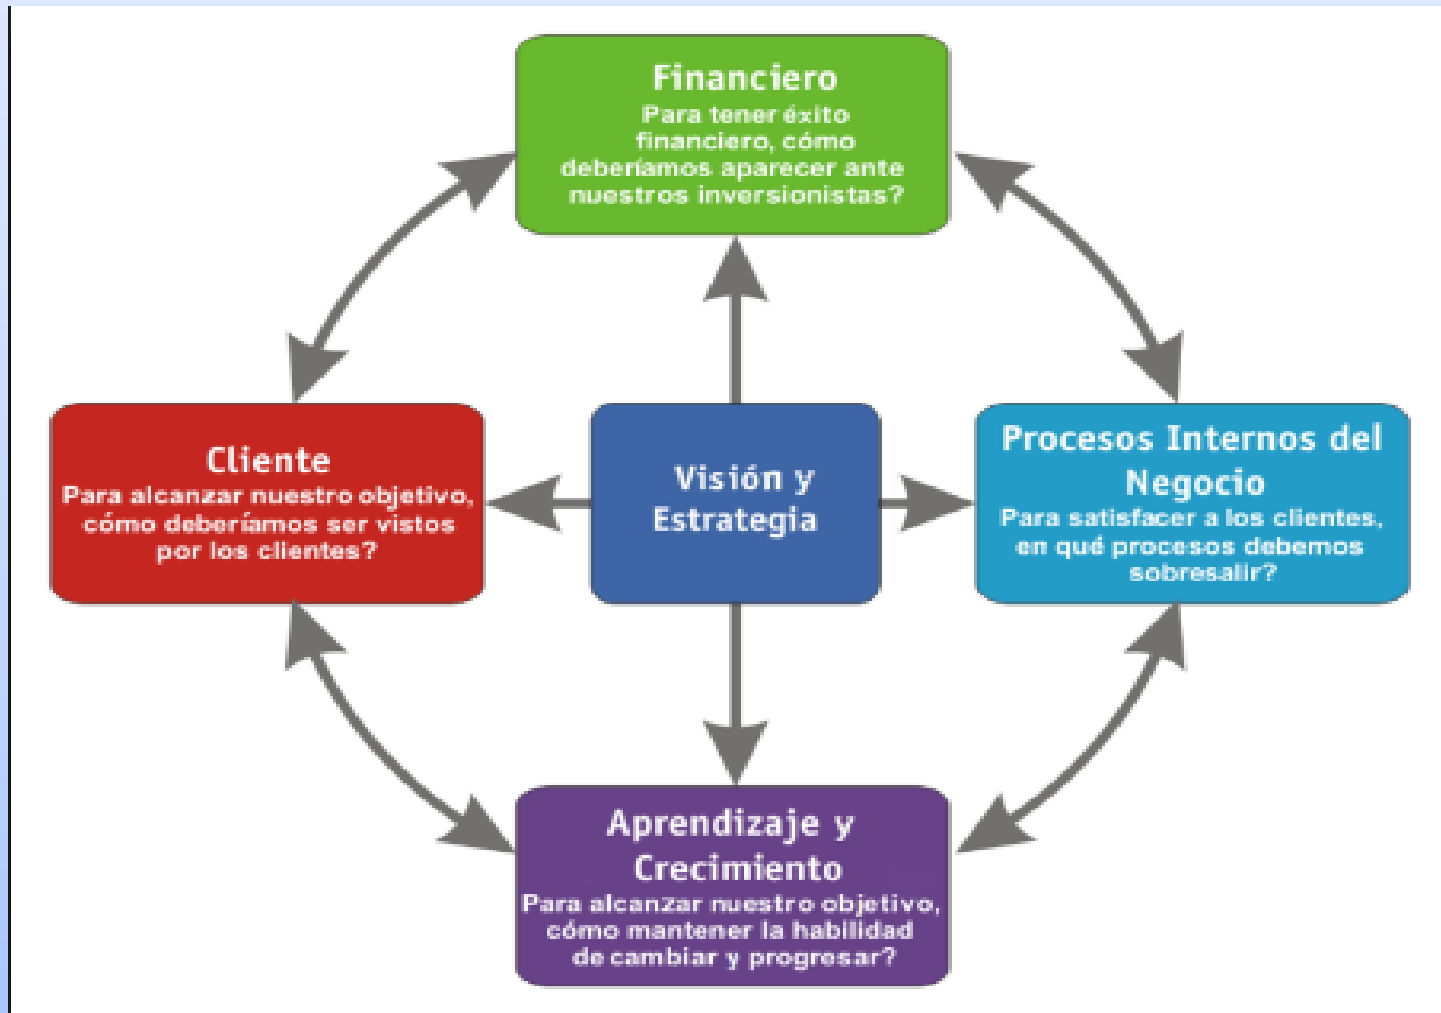 Financiero
Para tener éxito
financiero, cómo
deberíamos aparecer ante
nuestros inversionistas?
Cliente
Para alcanzar nuestro objetivo,
cómo deberíamos ser vistos
por los clientes?
Visión y
Estrategia
Procesos Internos del
Negocio
Para satisfacer a los clientes,
en qué procesos debemos
sobresalir?
Aprendizaje y
Crecimiento
Para alcanzar nuestro objetivo,
cómo mantener la habilidad
de cambiar y progresar?